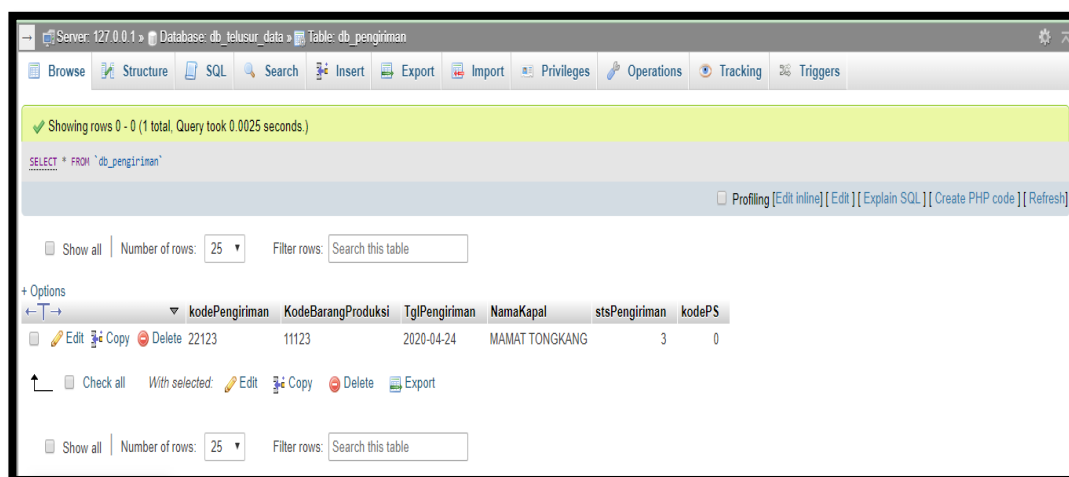 Server: 127.0.0.1 » Database: db_telusur_data » Table: db_pengiriman
Browse Structure SQL Search Insert Export Import Privileges Operations Tracking Triggers
Showing rows 0 - 0 (1 total, Query took 0.0025 seconds.)
SELECT * FROM `db_pengiriman`
Profiling [Edit inline] [ Edit ] [ Explain SQL ] [ Create PHP code ] [ Refresh]
Show all Number of rows: 25 Filter rows: Search this table
+ Options
←T→ kodePengiriman KodeBarangProduksi TglPengiriman NamaKapal stsPengiriman kodePS
Edit Copy Delete 22123 11123 2020-04-24 MAMAT TONGKANG 3 0
Check all With selected: Edit Copy Delete Export
Show all Number of rows: 25 Filter rows: Search this table